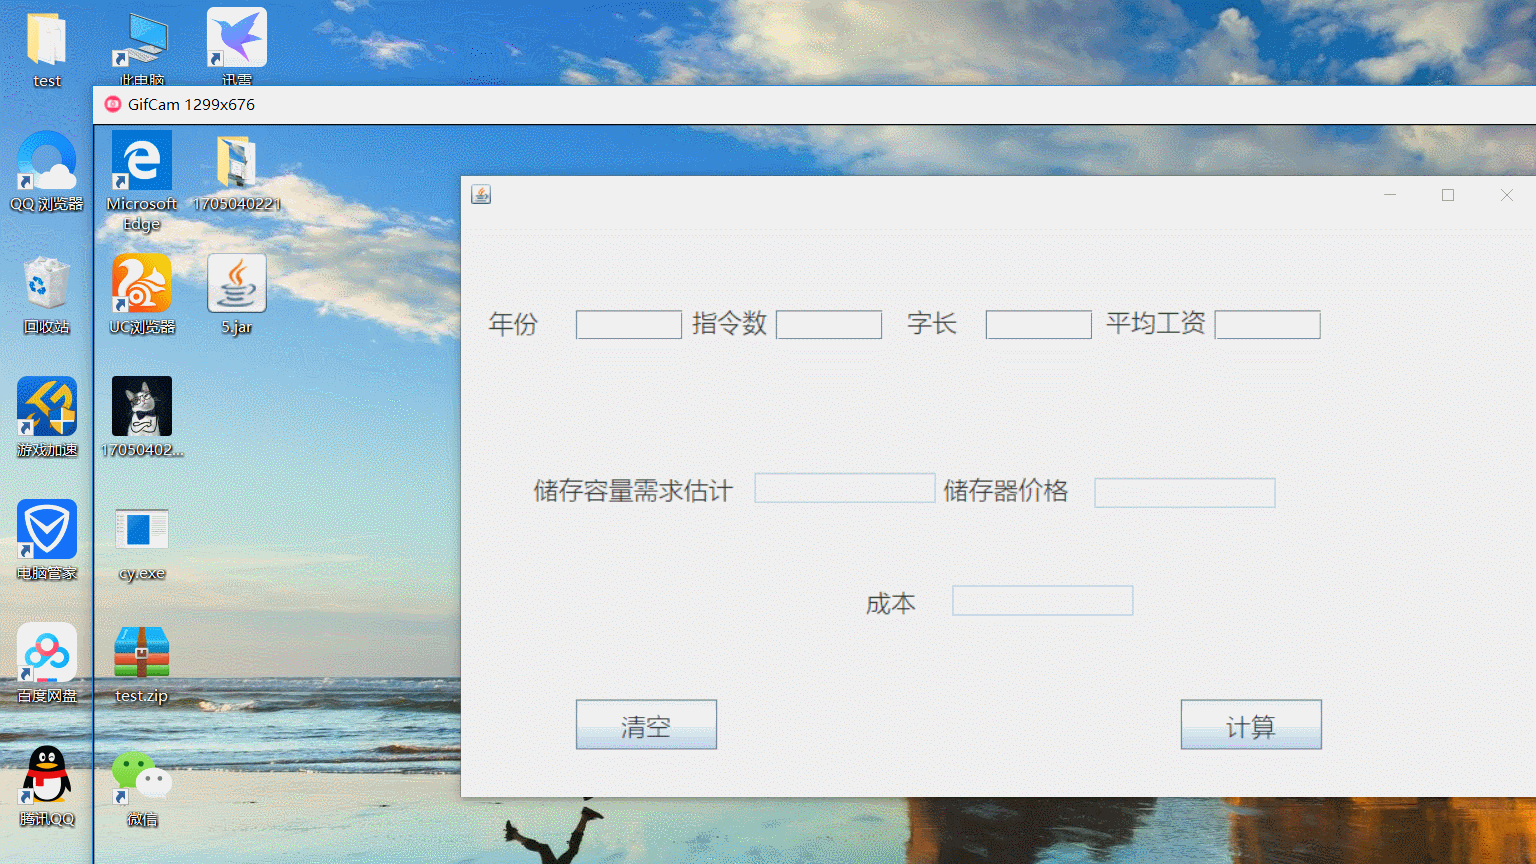 test
此电脑
迅雷
GifCam 1299x676
QQ 浏览器
Microsoft
Edge
1705040221
回收站
UC浏览器
5.jar
年份
指令数
字长
平均工资
游戏加速
17050402...
储存容量需求估计
储存器价格
电脑管家
cy.exe
成本
百度网盘
test.zip
清空
计算
腾讯QQ
微信